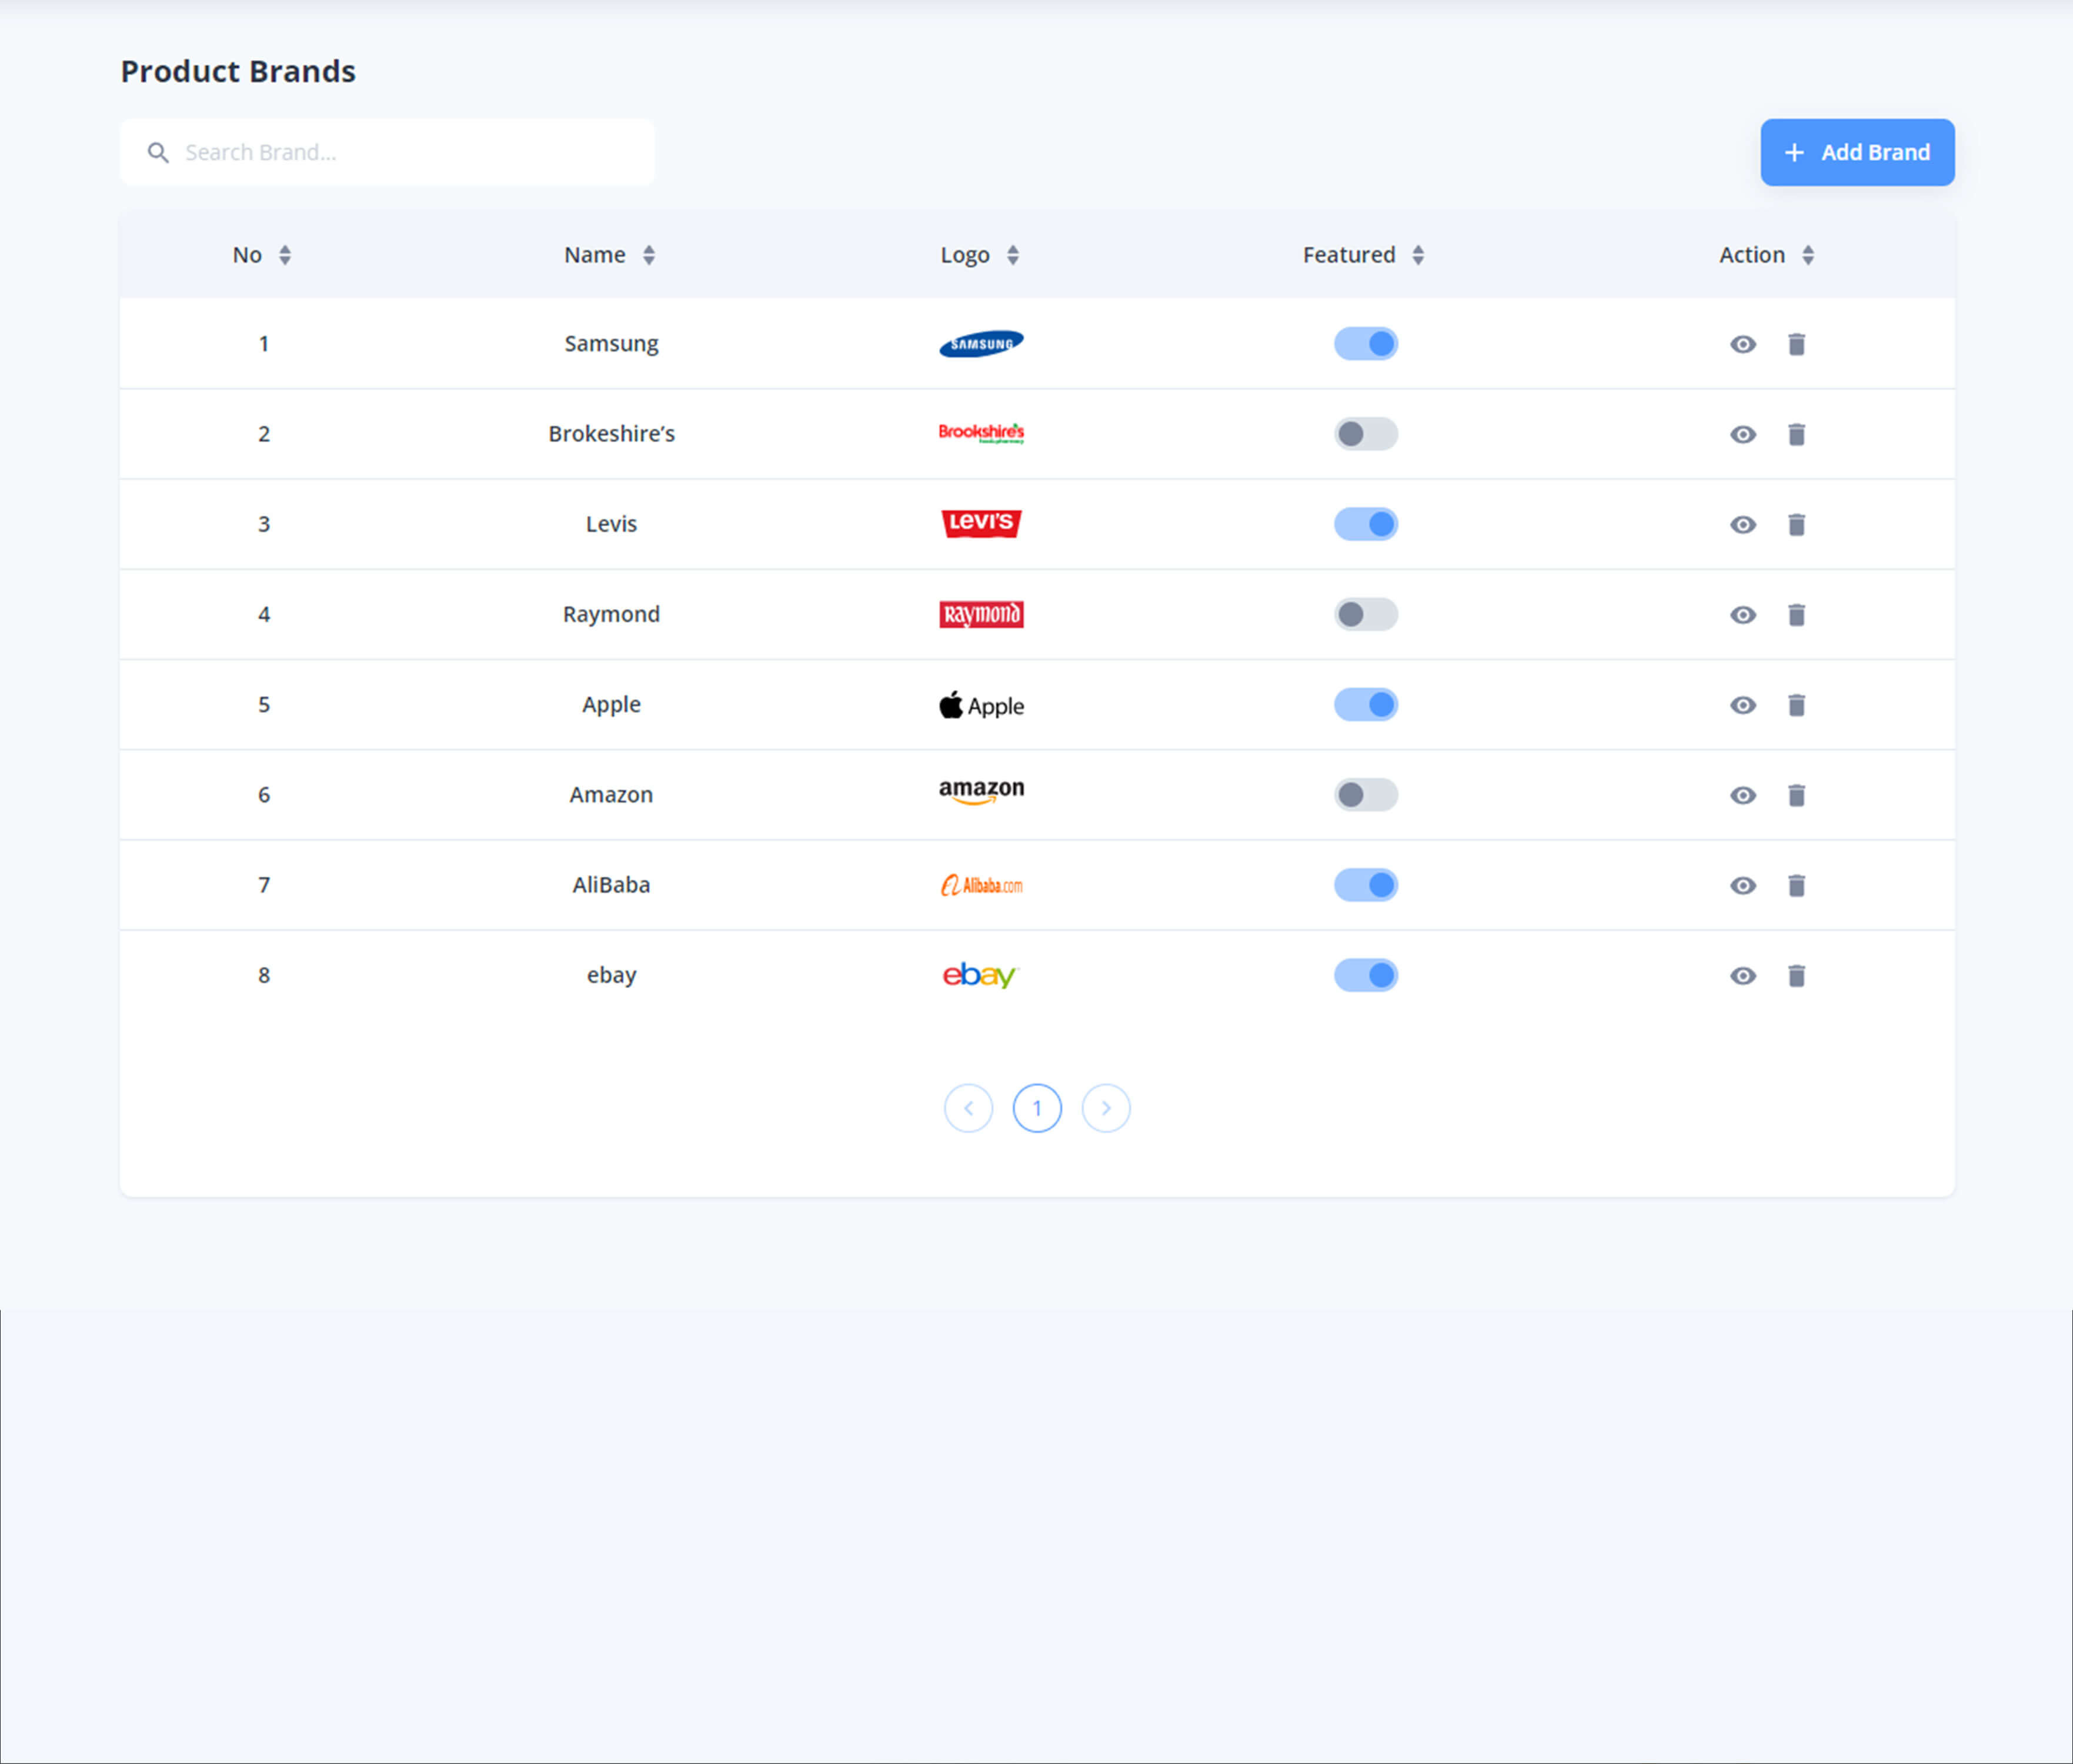 Product Brands
Search Brand...
+ Add Brand
No Name Logo Featured Action
1 Samsung SAMSUNG
2 Brokeshire’s Brookshire's
3 Levis LEVI'S
4 Raymond Raymond
5 Apple Apple
6 Amazon amazon
7 AliBaba Alibaba.com
8 ebay ebay
1